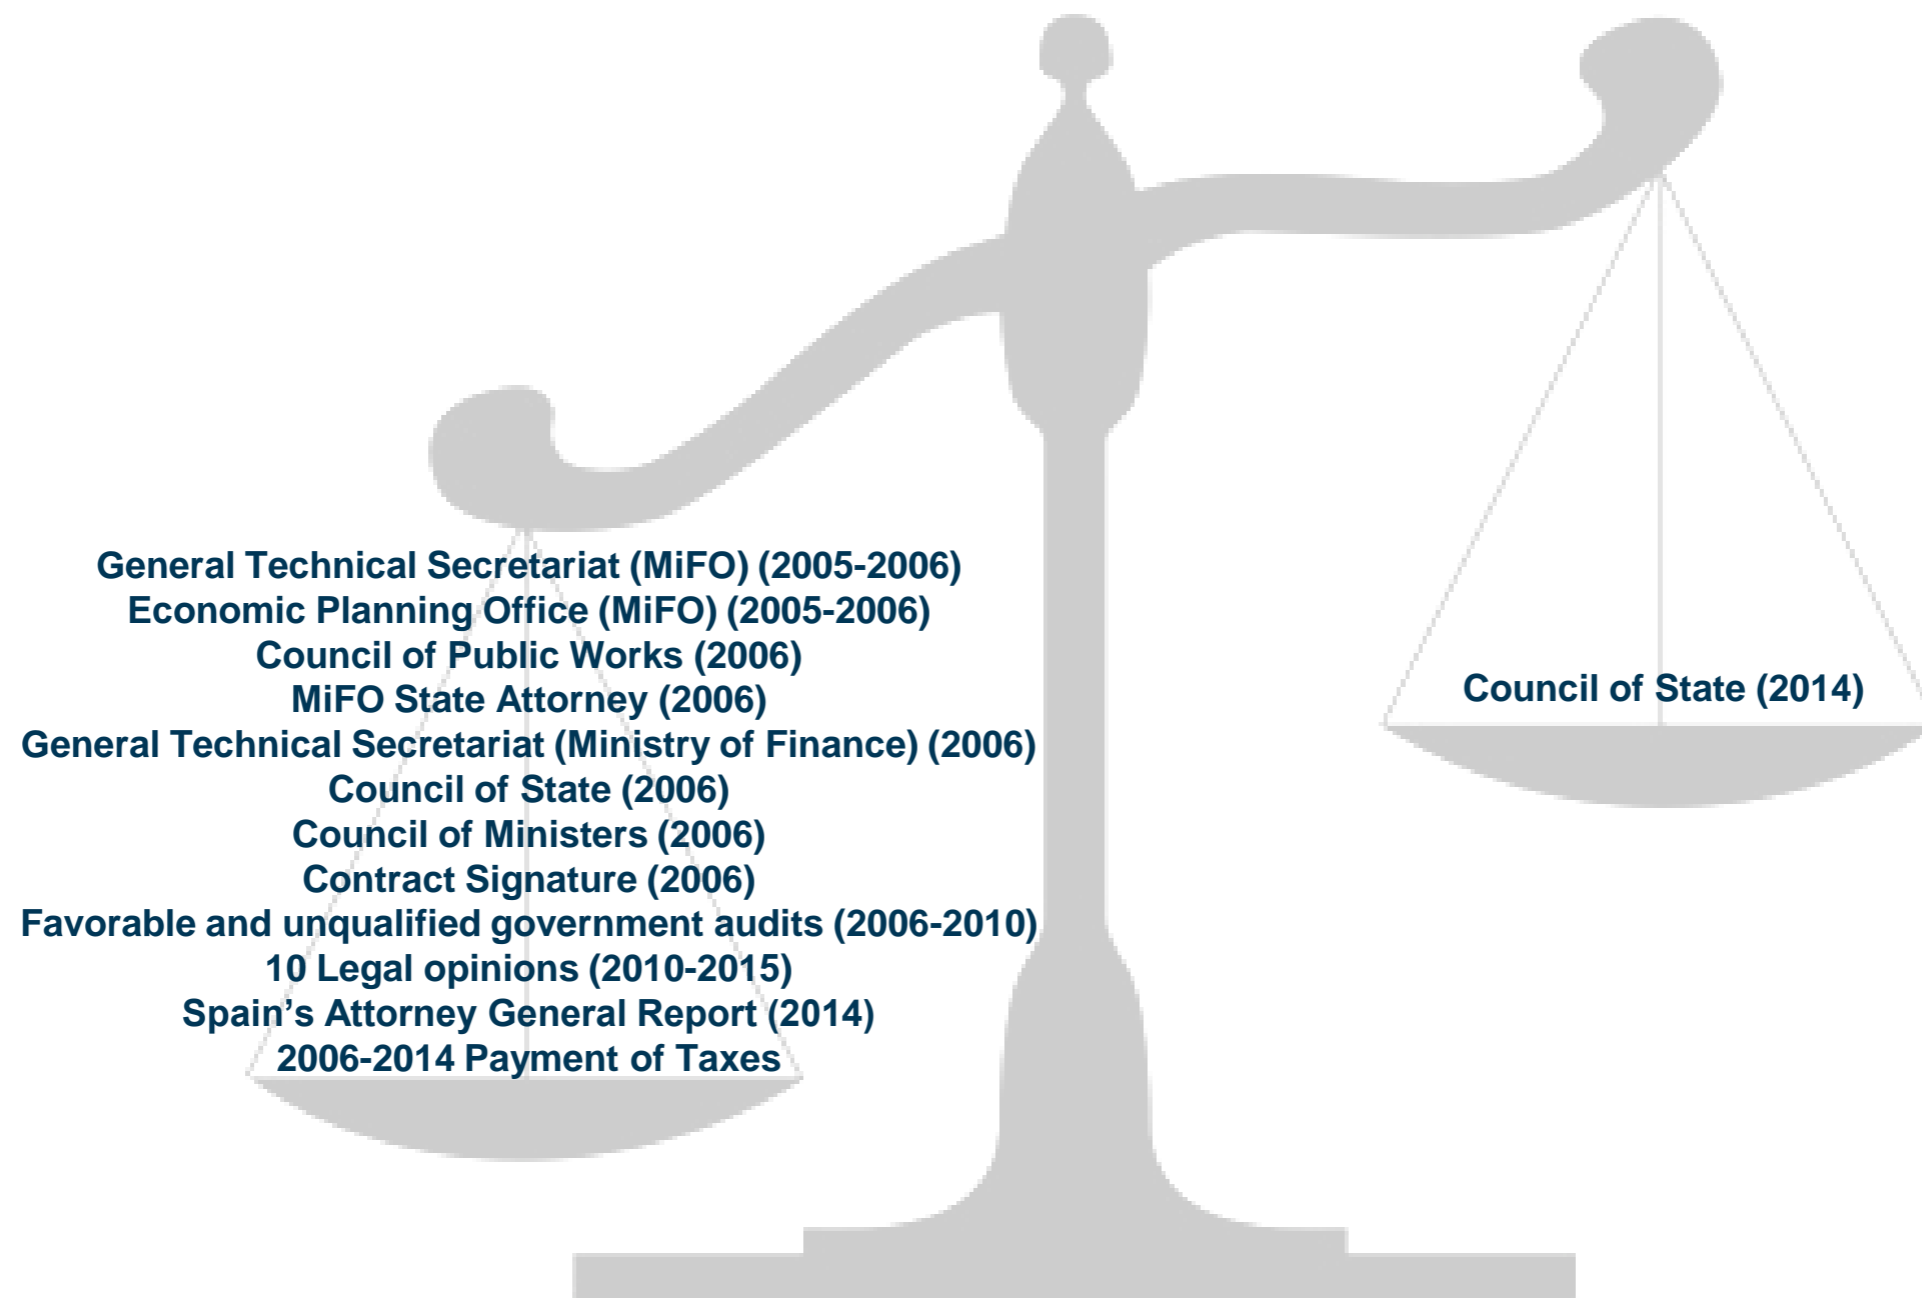 General Technical Secretariat (MiFO) (2005-2006)
Economic Planning Office (MiFO) (2005-2006)
Council of Public Works (2006)
MiFO State Attorney (2006)
General Technical Secretariat (Ministry of Finance) (2006)
Council of State (2006)
Council of Ministers (2006)
Contract Signature (2006)
Favorable and unqualified government audits (2006-2010)
10 Legal opinions (2010-2015)
Spain’s Attorney General Report (2014)
2006-2014 Payment of Taxes
Council of State (2014)